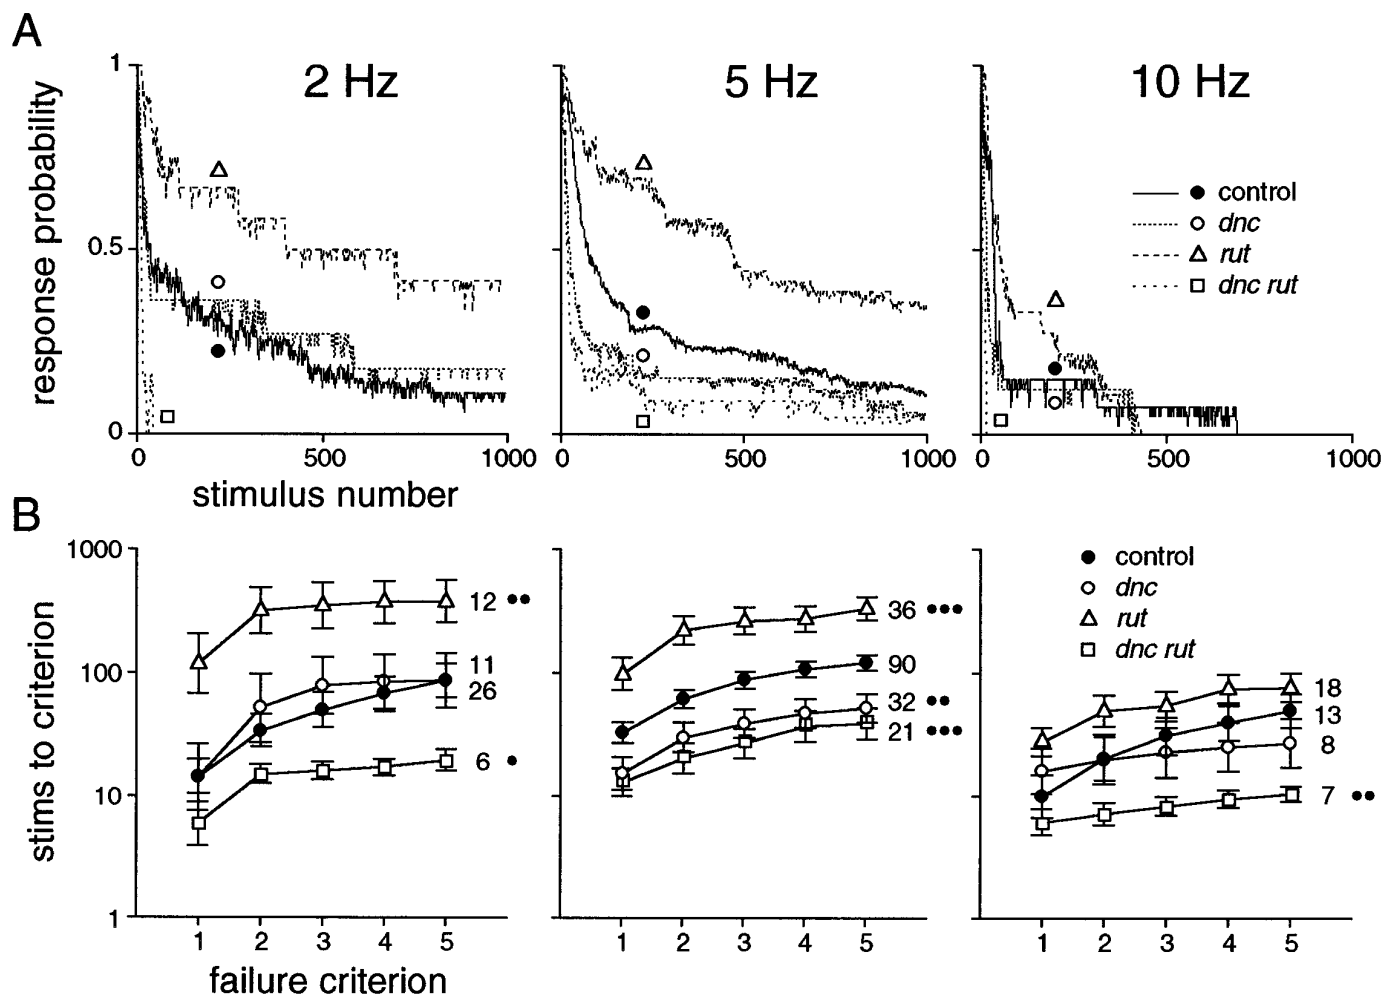 A
2 Hz
5 Hz
10 Hz
response probability
1
0.5
0
control
dnc
rut
dnc rut
0 500 1000
0 500 1000
0 500 1000
stimulus number
B
stims to criterion
1000
100
10
1
12 ●●
11
26
6 ●
36 ●●●
90
32 ●●
21 ●●●
control
dnc
rut
dnc rut
18
13
8
7 ●●
1 2 3 4 5
1 2 3 4 5
1 2 3 4 5
failure criterion